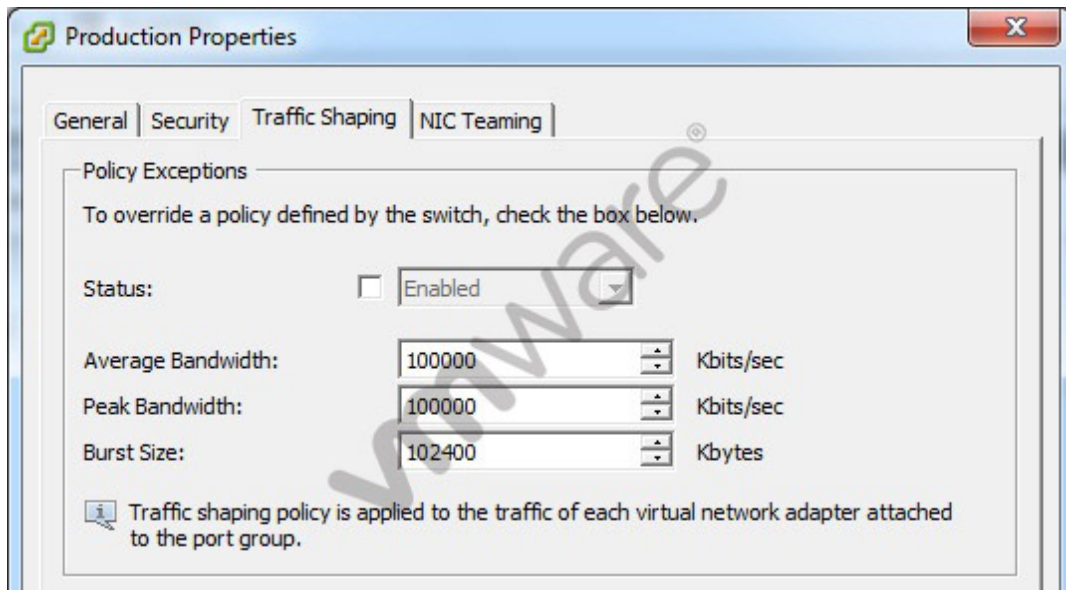 Production Properties
General Security Traffic Shaping NIC Teaming
Policy Exceptions
To override a policy defined by the switch, check the box below.
Status: Enabled
Average Bandwidth: 100000 Kbits/sec
Peak Bandwidth: 100000 Kbits/sec
Burst Size: 102400 Kbytes
Traffic shaping policy is applied to the traffic of each virtual network adapter attached
to the port group.
vmware®